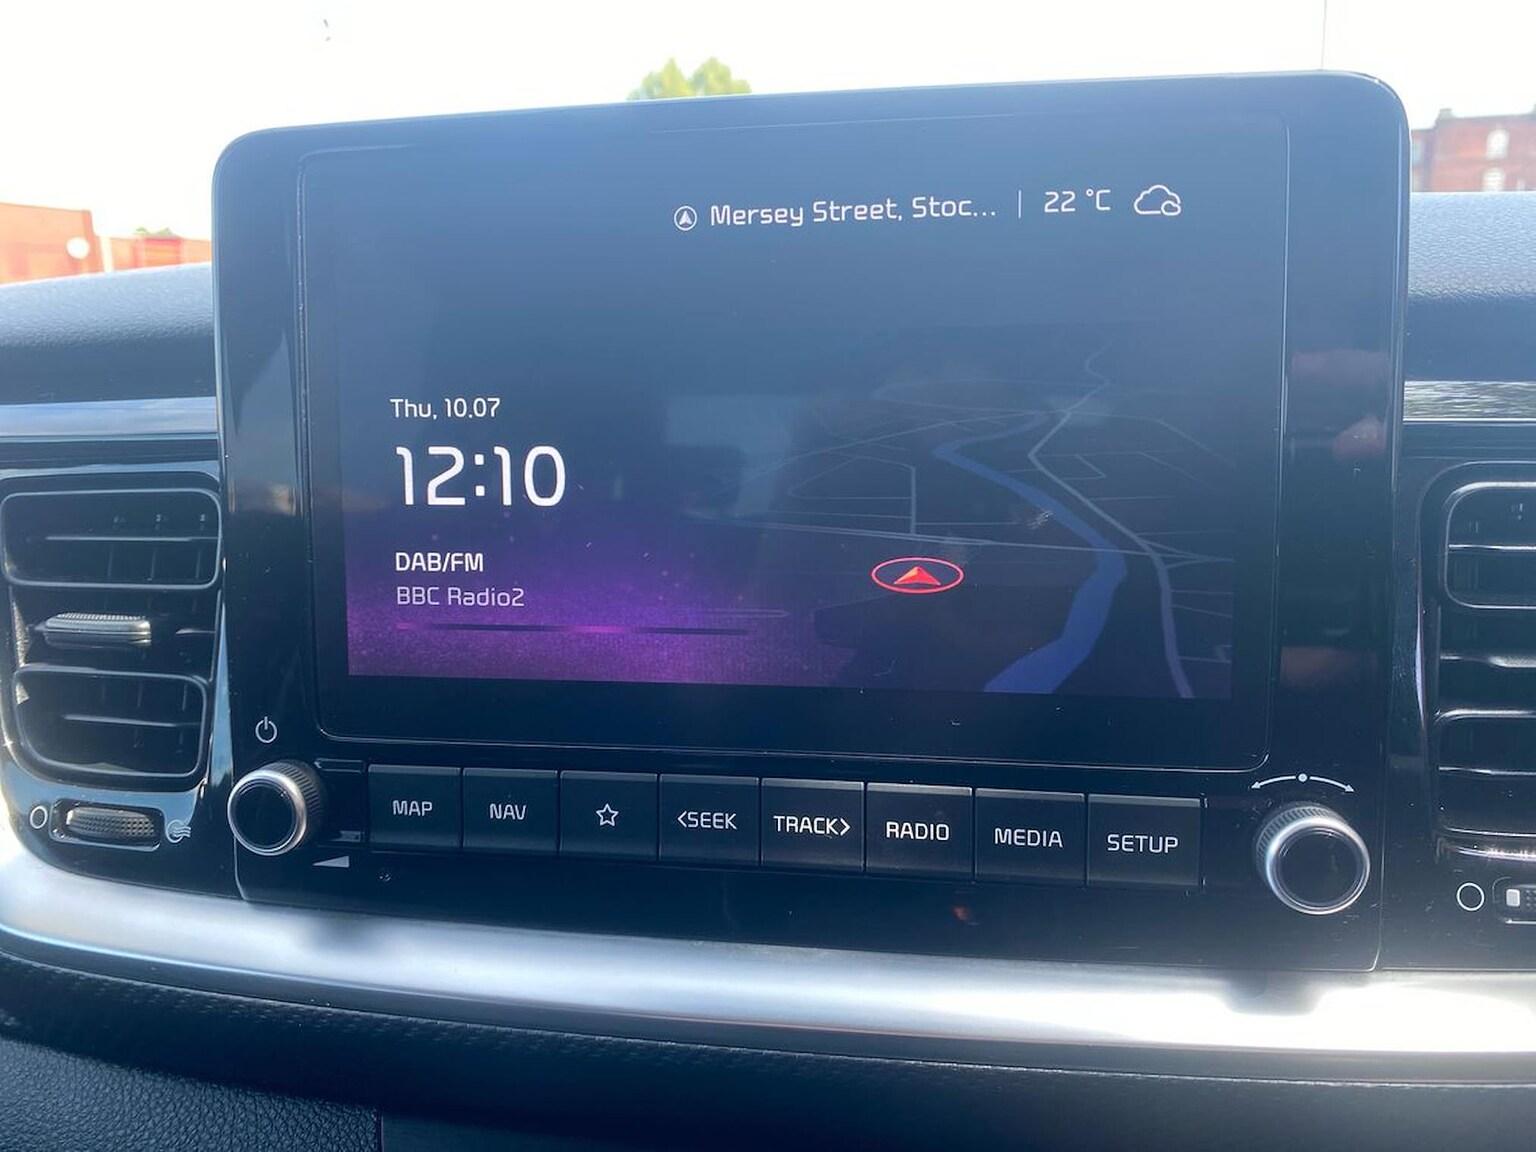 Mersey Street, Stoc... | 22 °C
Thu, 10.07
12:10
DAB/FM
BBC Radio2
MAP
NAV
<SEEK
TRACK>
RADIO
MEDIA
SETUP